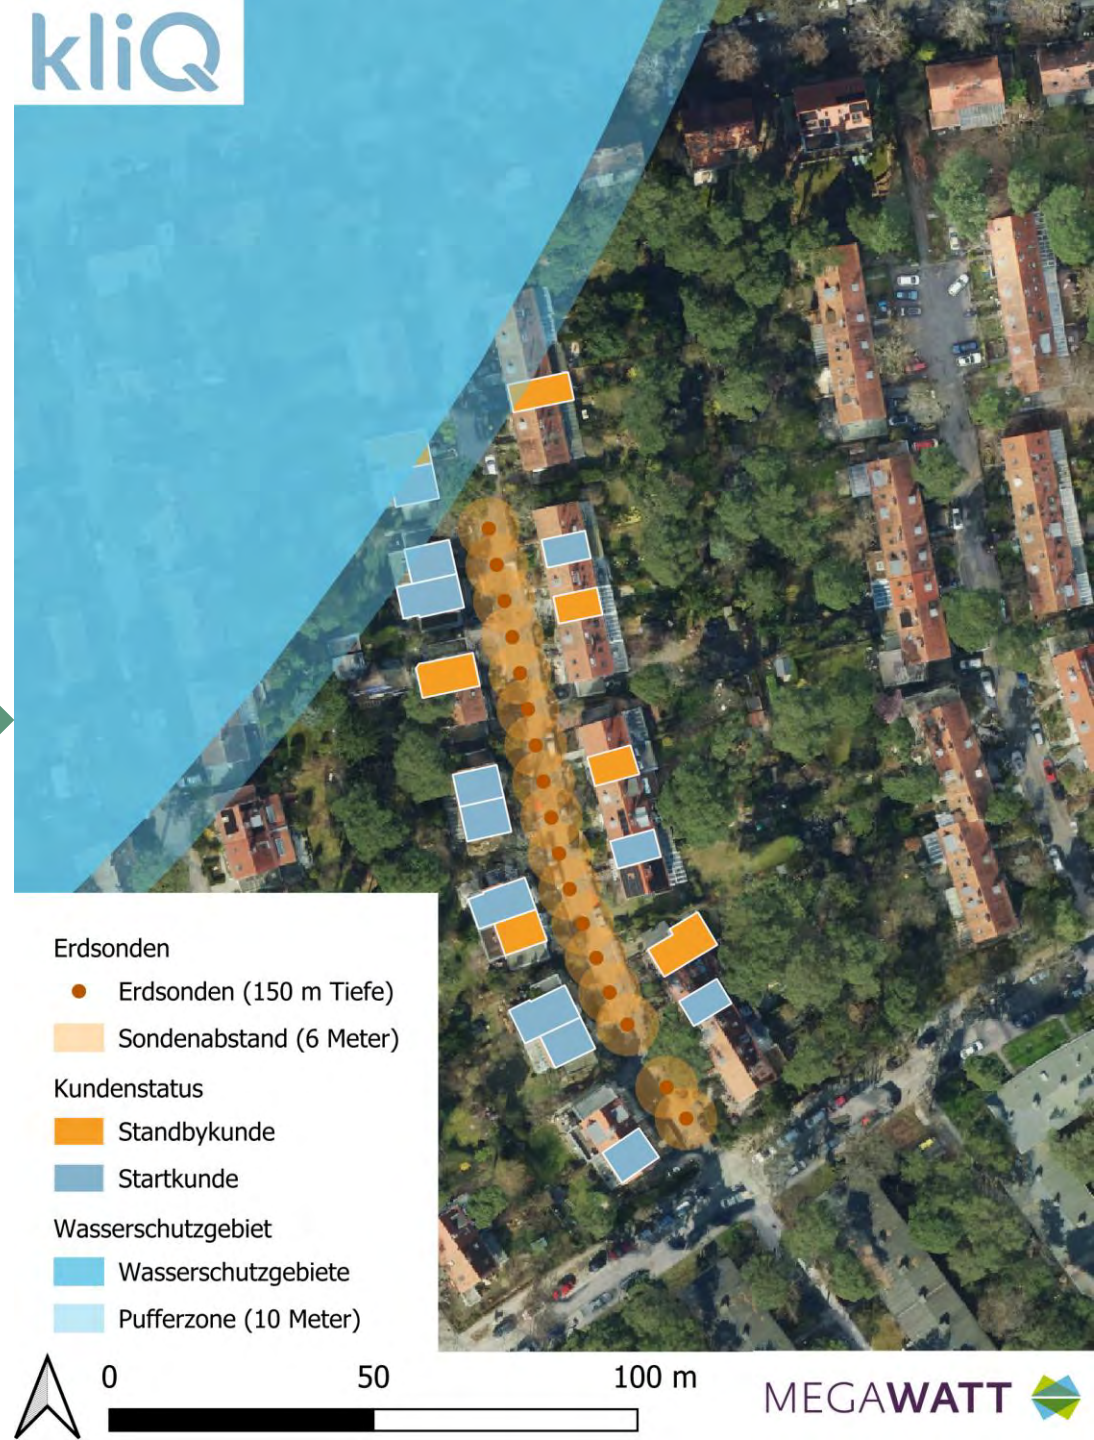 kliQ
Erdsonden
Erdsonden (150 m Tiefe)
Sondenabstand (6 Meter)
Kundenstatus
Standbykunde
Startkunde
Wasserschutzgebiet
Wasserschutzgebiete
Pufferzone (10 Meter)
0 50 100 m
MEGAWATT